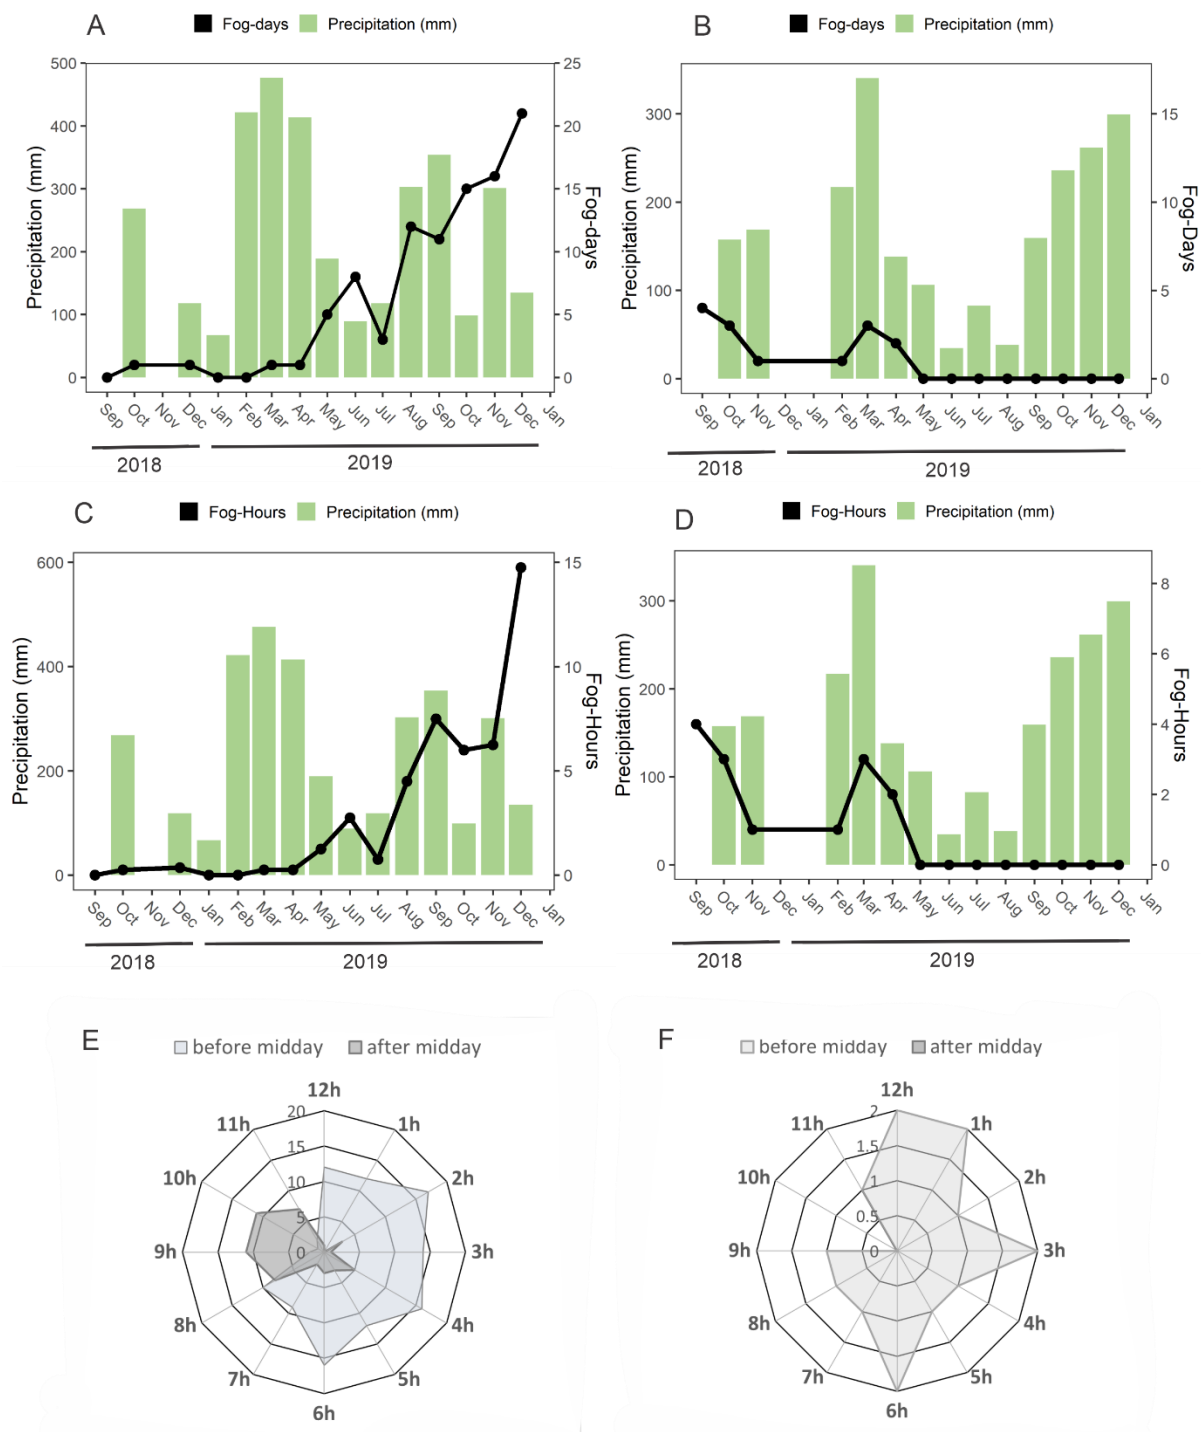 A
Fog-days Precipitation (mm)
500
400
300
200
100
0
Precipitation (mm)
25
20
15
10
5
0
Fog-days
Sep Oct Nov Dec Jan Feb Mar Apr May Jun Jul Aug Sep Oct Nov Dec Jan
2018 2019
B
Fog-days Precipitation (mm)
300
200
100
0
Precipitation (mm)
15
10
5
0
Fog-Days
Sep Oct Nov Dec Jan Feb Mar Apr May Jun Jul Aug Sep Oct Nov Dec Jan
2018 2019
C
Fog-Hours Precipitation (mm)
600
400
200
0
Precipitation (mm)
15
10
5
0
Fog-Hours
Sep Oct Nov Dec Jan Feb Mar Apr May Jun Jul Aug Sep Oct Nov Dec Jan
2018 2019
D
Fog-Hours Precipitation (mm)
300
200
100
0
Precipitation (mm)
8
6
4
2
0
Fog-Hours
Sep Oct Nov Dec Jan Feb Mar Apr May Jun Jul Aug Sep Oct Nov Dec Jan
2018 2019
E
before midday after midday
12h
1h
2h
3h
4h
5h
6h
7h
8h
9h
10h
11h
20
15
10
5
0
F
before midday after midday
12h
1h
2h
3h
4h
5h
6h
7h
8h
9h
10h
11h
2
1.5
1
0.5
0